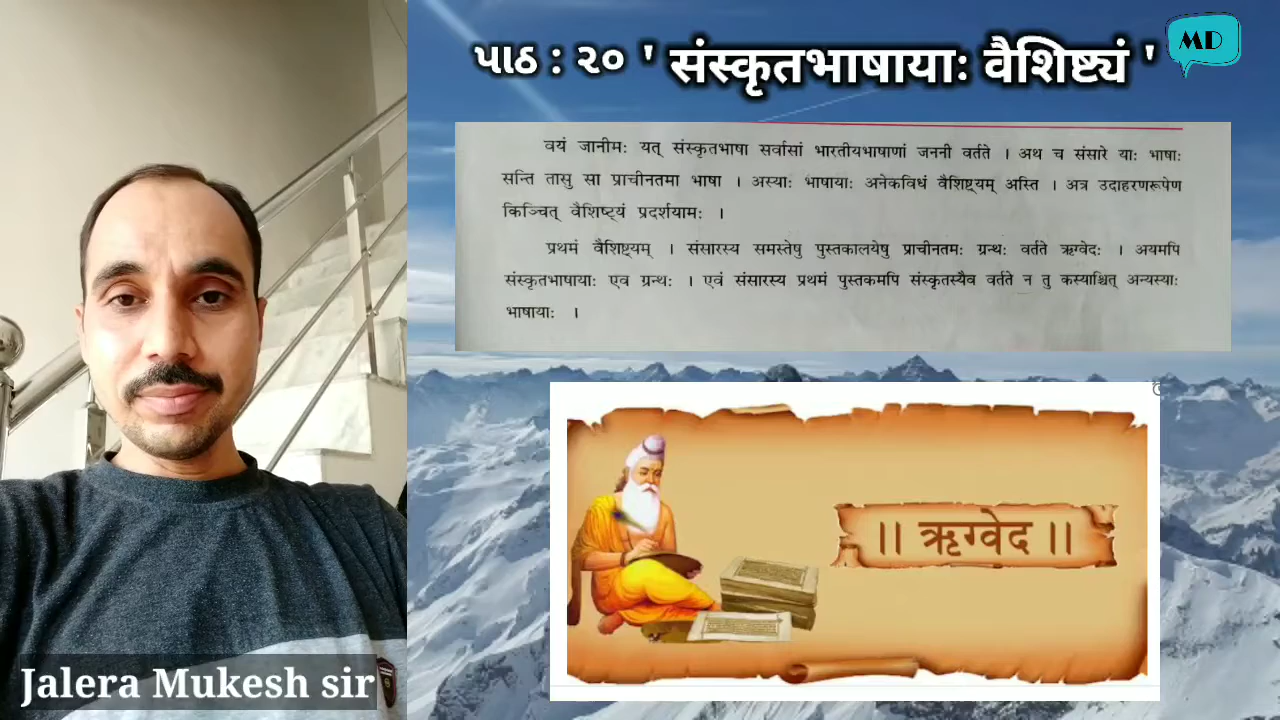 પાઠ : ૨૦ ' संस्कृतभाषायाः वैशिष्ट्यं '
MD
वयं जानीमः यत् संस्कृतभाषा सर्वासां भारतीयभाषाणां जननी वर्तते । अथ च संसारे याः भाषाः
सन्ति तासु सा प्राचीनतमा भाषा । अस्याः भाषायाः अनेकविधं वैशिष्ट्यम् अस्ति । अत्र उदाहरणरूपेण
किञ्चित् वैशिष्ट्यं प्रदर्शयामः ।
प्रथमं वैशिष्ट्यम् । संसारस्य समस्तेषु पुस्तकालयेषु प्राचीनतमः ग्रन्थः वर्तते ऋग्वेदः । अयमपि
संस्कृतभाषायाः एव ग्रन्थः । एवं संसारस्य प्रथमं पुस्तकमपि संस्कृतस्यैव वर्तते न तु कस्याश्चित् अन्यस्याः
भाषायाः ।
।। ऋग्वेद ।।
Jalera Mukesh sir